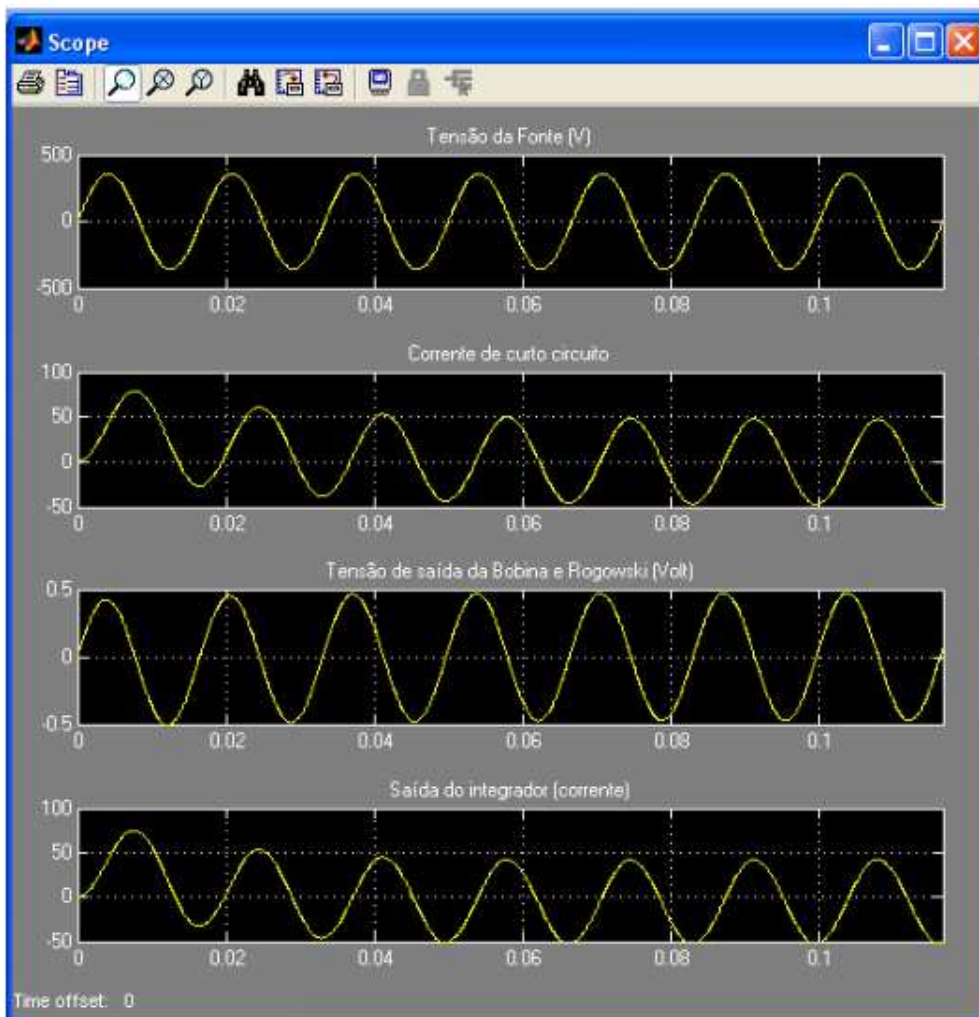 Scope
Tensão da Fonte (V)
500
0
-500
0 0.02 0.04 0.06 0.08 0.1
Corrente de curto circuito
100
50
0
-50
0 0.02 0.04 0.06 0.08 0.1
Tensão de saída da Bobina e Rogowski (Volt)
0.5
0
-0.5
0 0.02 0.04 0.06 0.08 0.1
Saída do integrador (corrente)
100
50
0
-50
0 0.02 0.04 0.06 0.08 0.1
Time offset: 0